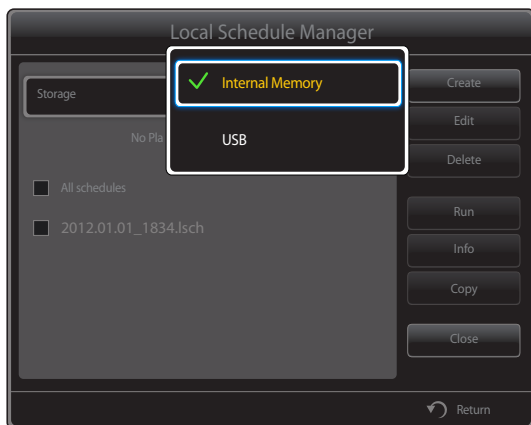 Local Schedule Manager
Storage
Internal Memory
USB
No Pla
All schedules
2012.01.01_1834.lsch
Create
Edit
Delete
Run
Info
Copy
Close
Return